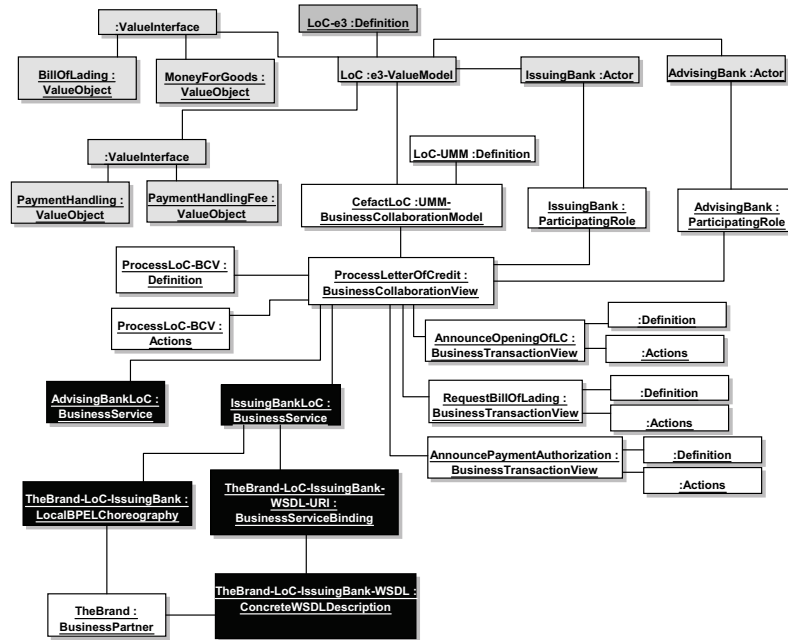 :ValueInterface
LoC-e3 :Definition
BillOfLading :
ValueObject
MoneyForGoods :
ValueObject
LoC :e3-ValueModel
IssuingBank :Actor
AdvisingBank :Actor
:ValueInterface
LoC-UMM :Definition
PaymentHandling :
ValueObject
PaymentHandlingFee :
ValueObject
CefactLoC :UMM-
BusinessCollaborationModel
IssuingBank :
ParticipatingRole
AdvisingBank :
ParticipatingRole
ProcessLoC-BCV :
Definition
ProcessLetterOfCredit :
BusinessCollaborationView
ProcessLoC-BCV :
Actions
AnnounceOpeningOfLC :
BusinessTransactionView
:Definition
:Actions
AdvisingBankLoC :
BusinessService
IssuingBankLoC :
BusinessService
RequestBillOfLading :
BusinessTransactionView
:Definition
:Actions
AnnouncePaymentAuthorization :
BusinessTransactionView
:Definition
:Actions
TheBrand-LoC-IssuingBank :
LocalBPELChoreography
TheBrand-LoC-IssuingBank-
WSDL-URI :
BusinessServiceBinding
TheBrand-LoC-IssuingBank-WSDL :
ConcreteWSDLDescription
TheBrand :
BusinessPartner